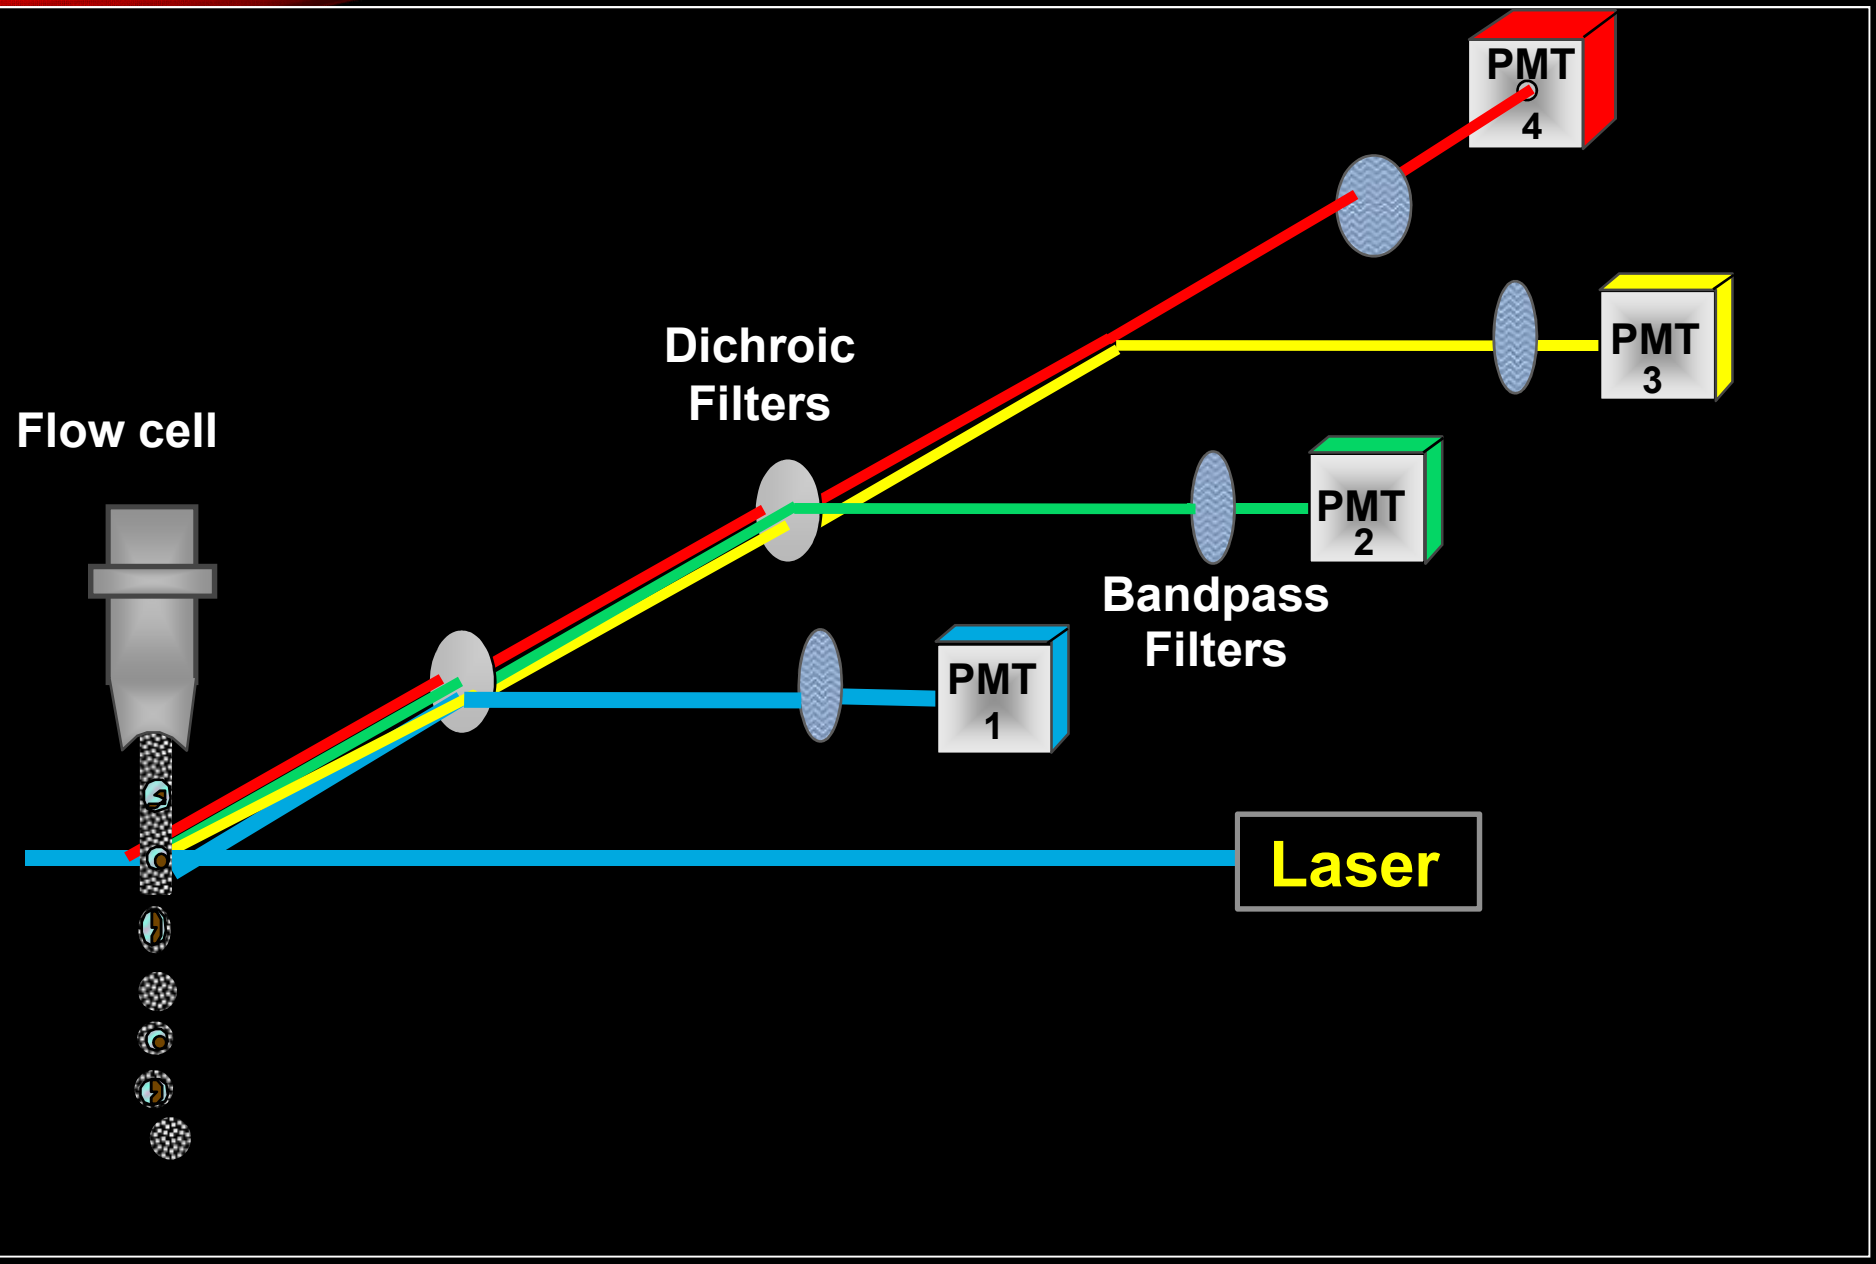 PMT
4
Dichroic
Filters
PMT
3
Flow cell
PMT
2
Bandpass
Filters
PMT
1
Laser